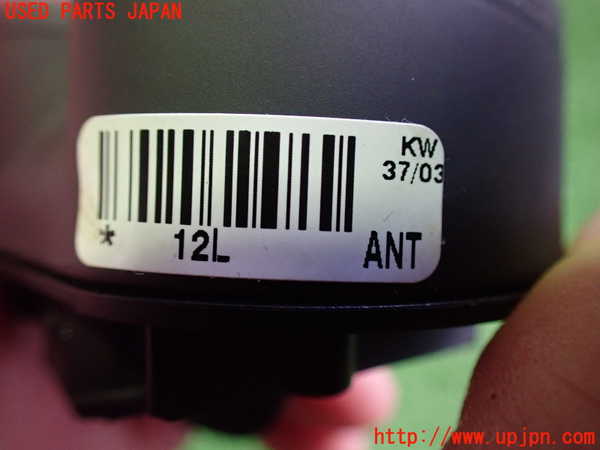 USED PARTS JAPAN
KW
37/03
* 12L ANT
http://www.upjpn.com